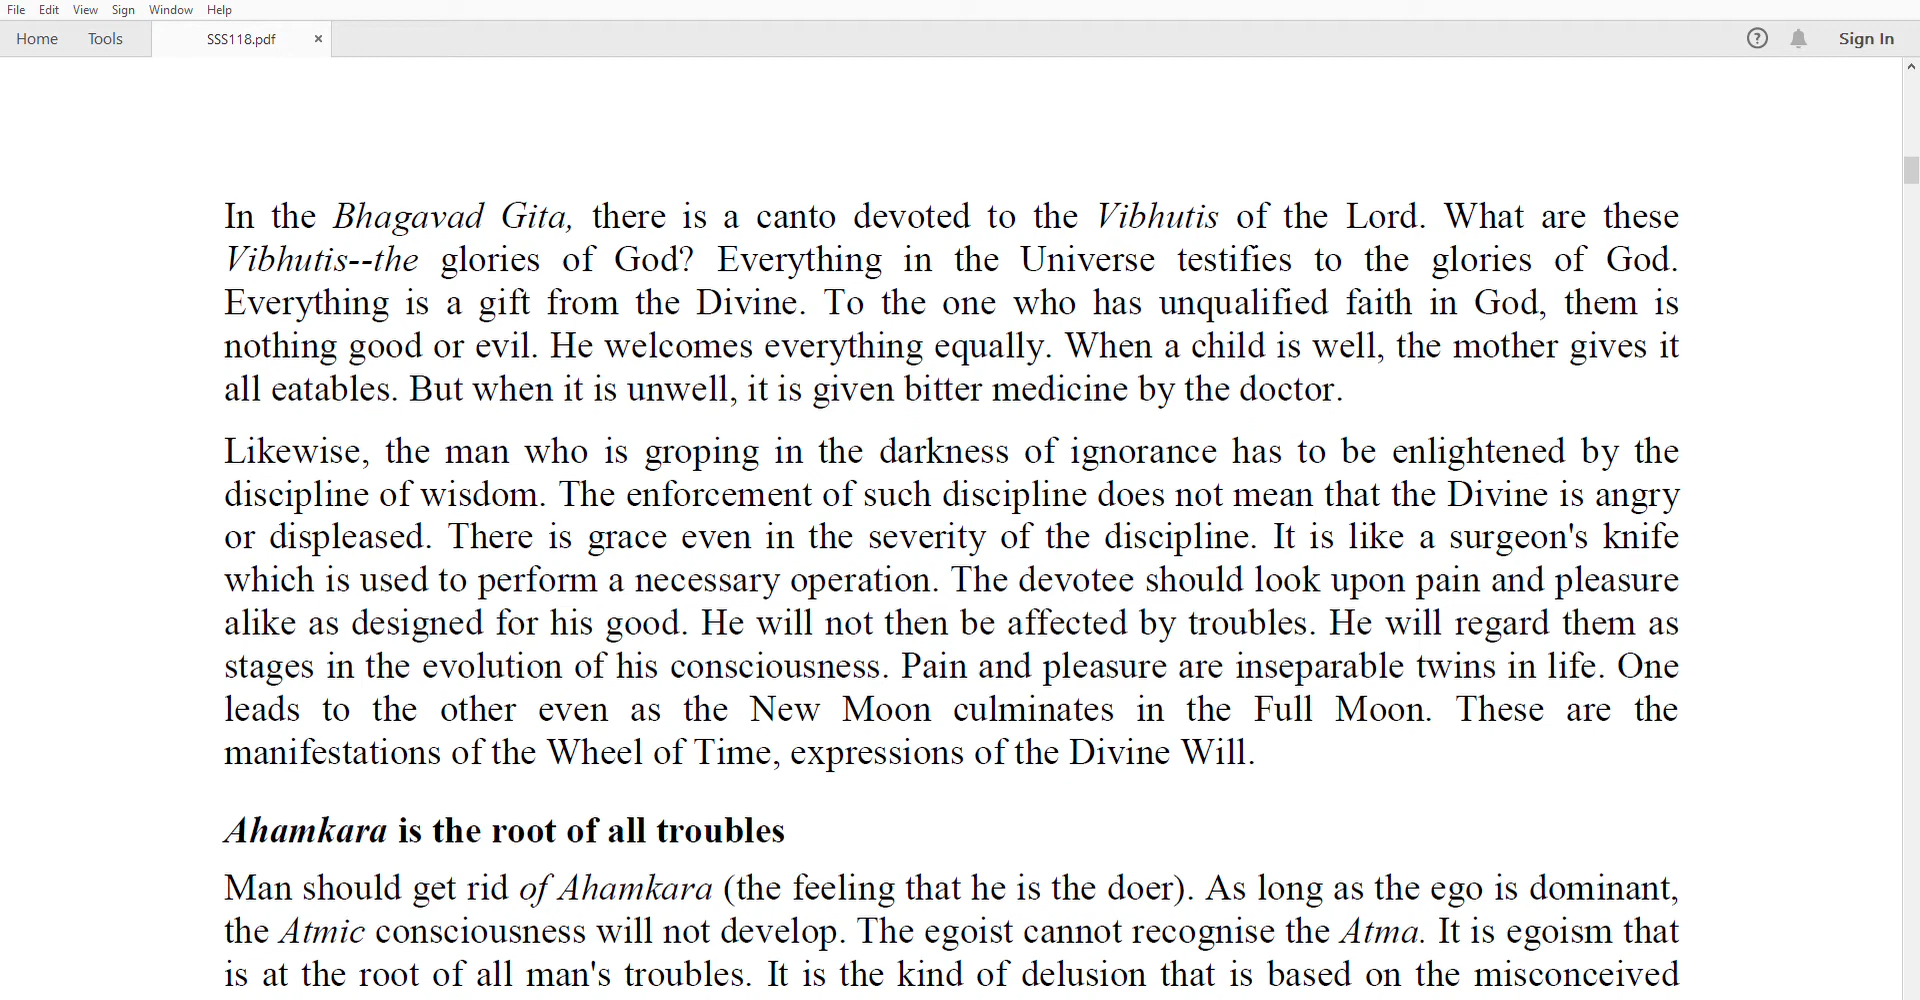 File Edit View Sign Window Help
Home Tools SSS118.pdf × ? Sign In
In the Bhagavad Gita, there is a canto devoted to the Vibhutis of the Lord. What are these
Vibhutis--the glories of God? Everything in the Universe testifies to the glories of God.
Everything is a gift from the Divine. To the one who has unqualified faith in God, them is
nothing good or evil. He welcomes everything equally. When a child is well, the mother gives it
all eatables. But when it is unwell, it is given bitter medicine by the doctor.
Likewise, the man who is groping in the darkness of ignorance has to be enlightened by the
discipline of wisdom. The enforcement of such discipline does not mean that the Divine is angry
or displeased. There is grace even in the severity of the discipline. It is like a surgeon's knife
which is used to perform a necessary operation. The devotee should look upon pain and pleasure
alike as designed for his good. He will not then be affected by troubles. He will regard them as
stages in the evolution of his consciousness. Pain and pleasure are inseparable twins in life. One
leads to the other even as the New Moon culminates in the Full Moon. These are the
manifestations of the Wheel of Time, expressions of the Divine Will.
Ahamkara is the root of all troubles
Man should get rid of Ahamkara (the feeling that he is the doer). As long as the ego is dominant,
the Atmic consciousness will not develop. The egoist cannot recognise the Atma. It is egoism that
is at the root of all man's troubles. It is the kind of delusion that is based on the misconceived